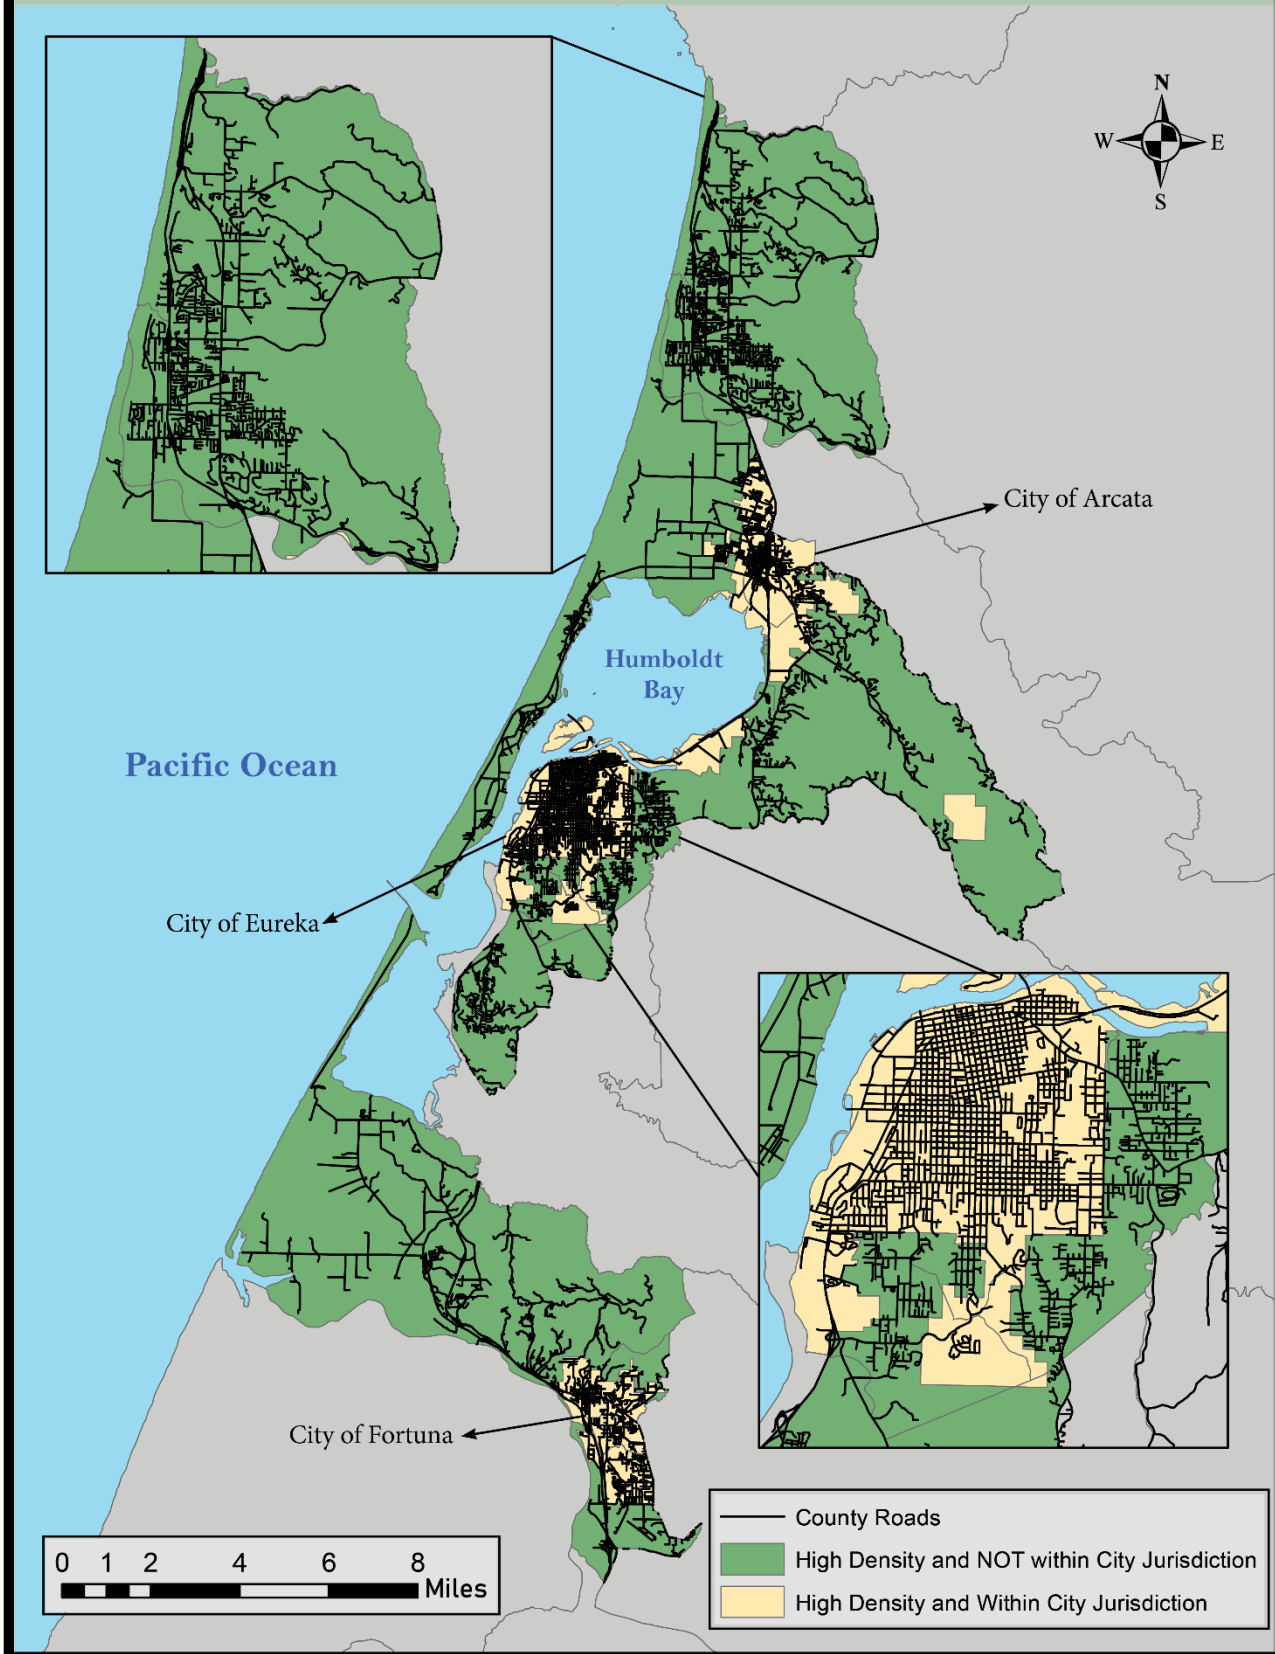 N
W E
S
City of Arcata
Humboldt
Bay
Pacific Ocean
City of Eureka
City of Fortuna
0 1 2 4 6 8
Miles
County Roads
High Density and NOT within City Jurisdiction
High Density and Within City Jurisdiction